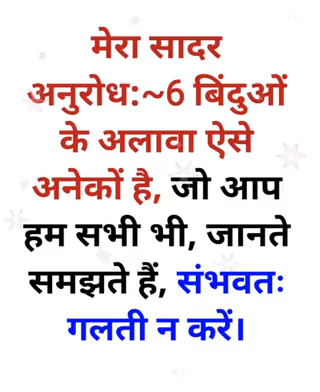 मेरा सादर
अनुरोध:~6 बिंदुओं
के अलावा ऐसे
अनेकों है, जो आप
हम सभी भी, जानते
समझते हैं, संभवतः
गलती न करें।